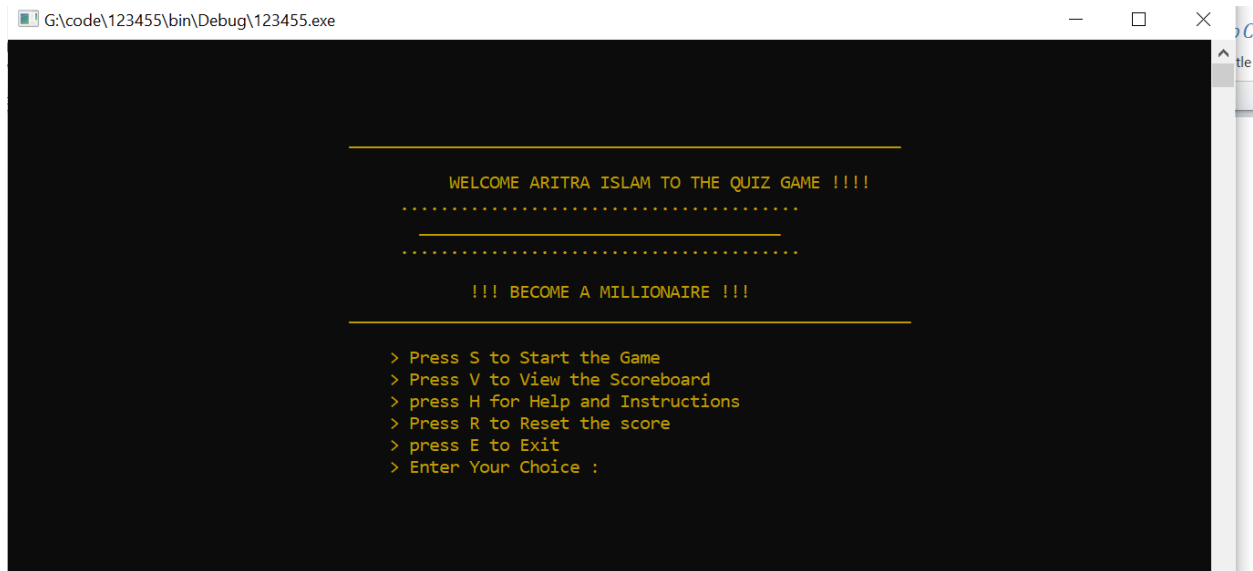 G:\code\123455\bin\Debug\123455.exe
WELCOME ARITRA ISLAM TO THE QUIZ GAME !!!!
!!! BECOME A MILLIONAIRE !!!
> Press S to Start the Game
> Press V to View the Scoreboard
> press H for Help and Instructions
> Press R to Reset the score
> press E to Exit
> Enter Your Choice :